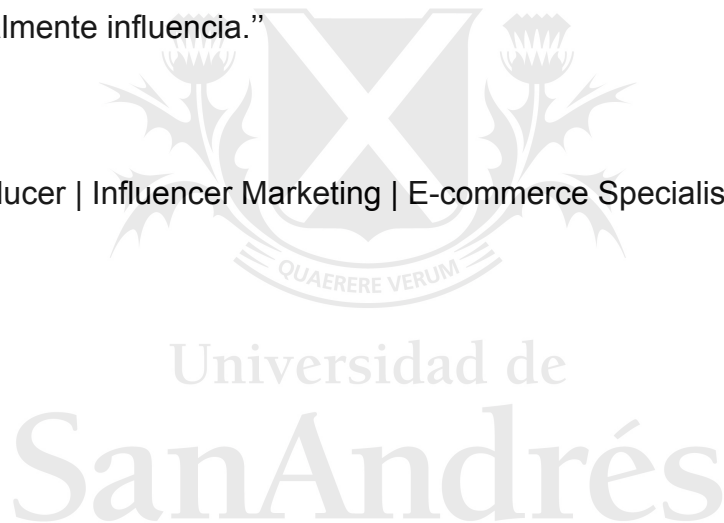 lmente influencia.’’
lucer | Influencer Marketing | E-commerce Specialis
QUAERERE VERUM
Universidad de
SanAndrés